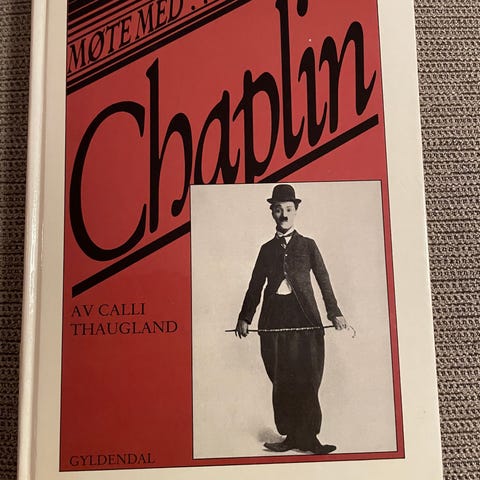 MØTE MED
Chaplin
AV CALLI
THAUGLAND
GYLDENDAL